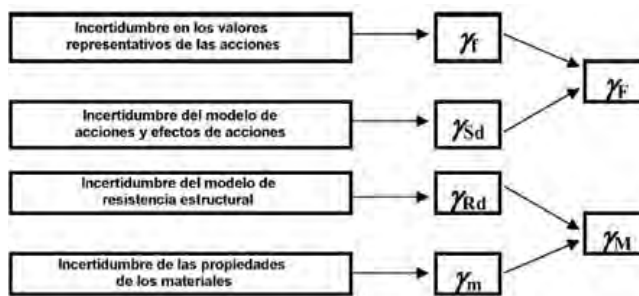 Incertidumbre en los valores
representativos de las acciones
γf
γF
Incertidumbre del modelo de
acciones y efectos de acciones
γSd
Incertidumbre del modelo de
resistencia estructural
γRd
γM
Incertidumbre de las propiedades
de los materiales
γm